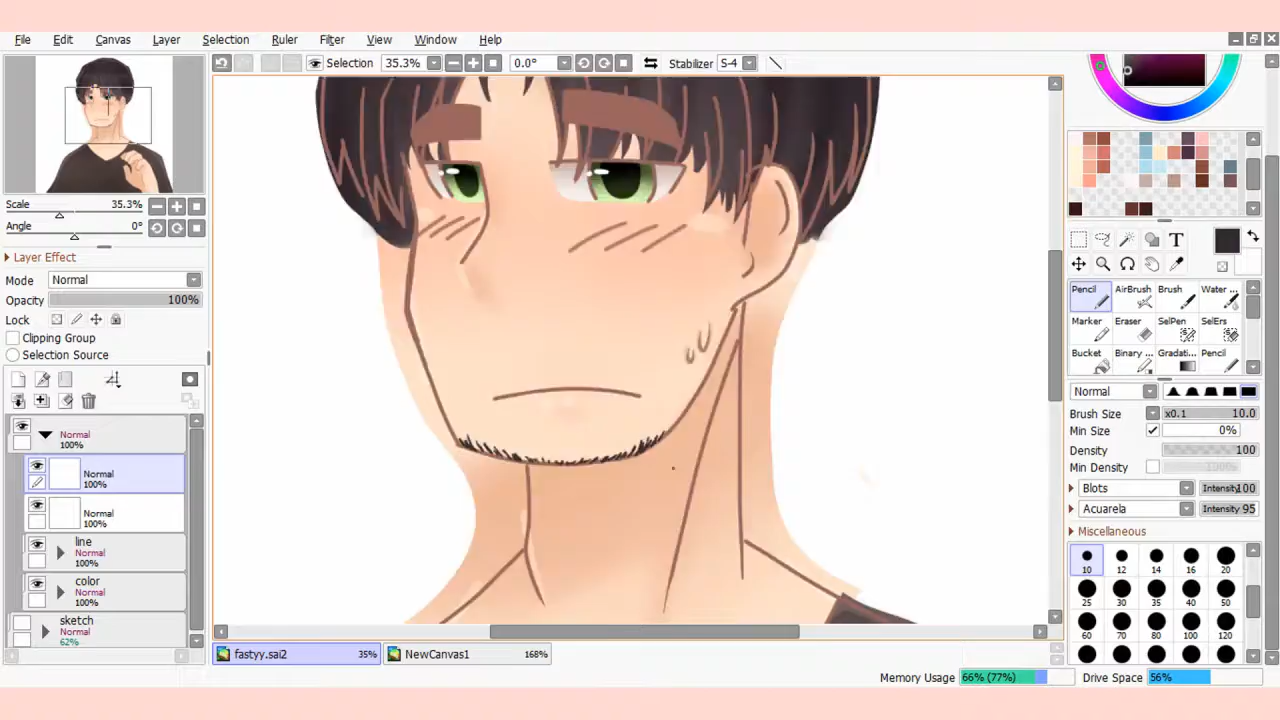 File Edit Canvas Layer Selection Ruler Filter View Window Help
Selection 35.3% 0.0° Stabilizer S-4
Scale 35.3%
Angle 0°
Layer Effect
Mode Normal
Opacity 100%
Lock
Clipping Group
Selection Source
Normal
100%
Normal
100%
Normal
100%
line
Normal
100%
color
Normal
100%
sketch
Normal
62%
T
Pencil AirBrush Brush Water ...
Marker Eraser SelPen SelErs
Bucket Binary ... Gradati... Pencil
Normal
Brush Size x0.1 10.0
Min Size 0%
Density 100
Min Density 100%
Blots Intensity 100
Acuarela Intensity 95
Miscellaneous
10 12 14 16 20
25 30 35 40 50
60 70 80 100 120
fastyy.sai2 35% NewCanvas1 168%
Memory Usage 66% (77%) Drive Space 56%